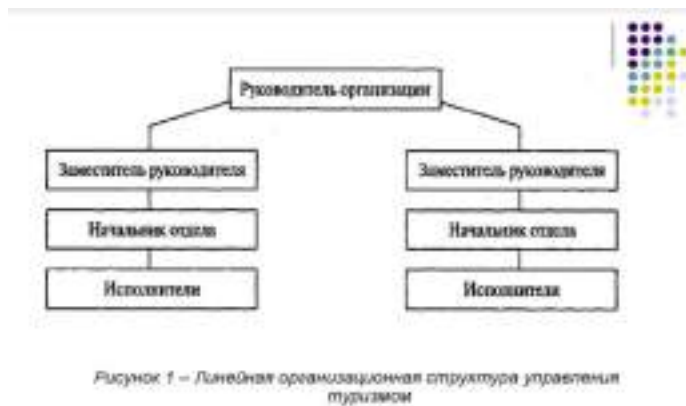 Руководитель организации
Заместитель руководителя
Заместитель руководителя
Начальник отдела
Начальник отдела
Исполнители
Исполнители
Рисунок 1 – Линейная организационная структура управления
туризмом